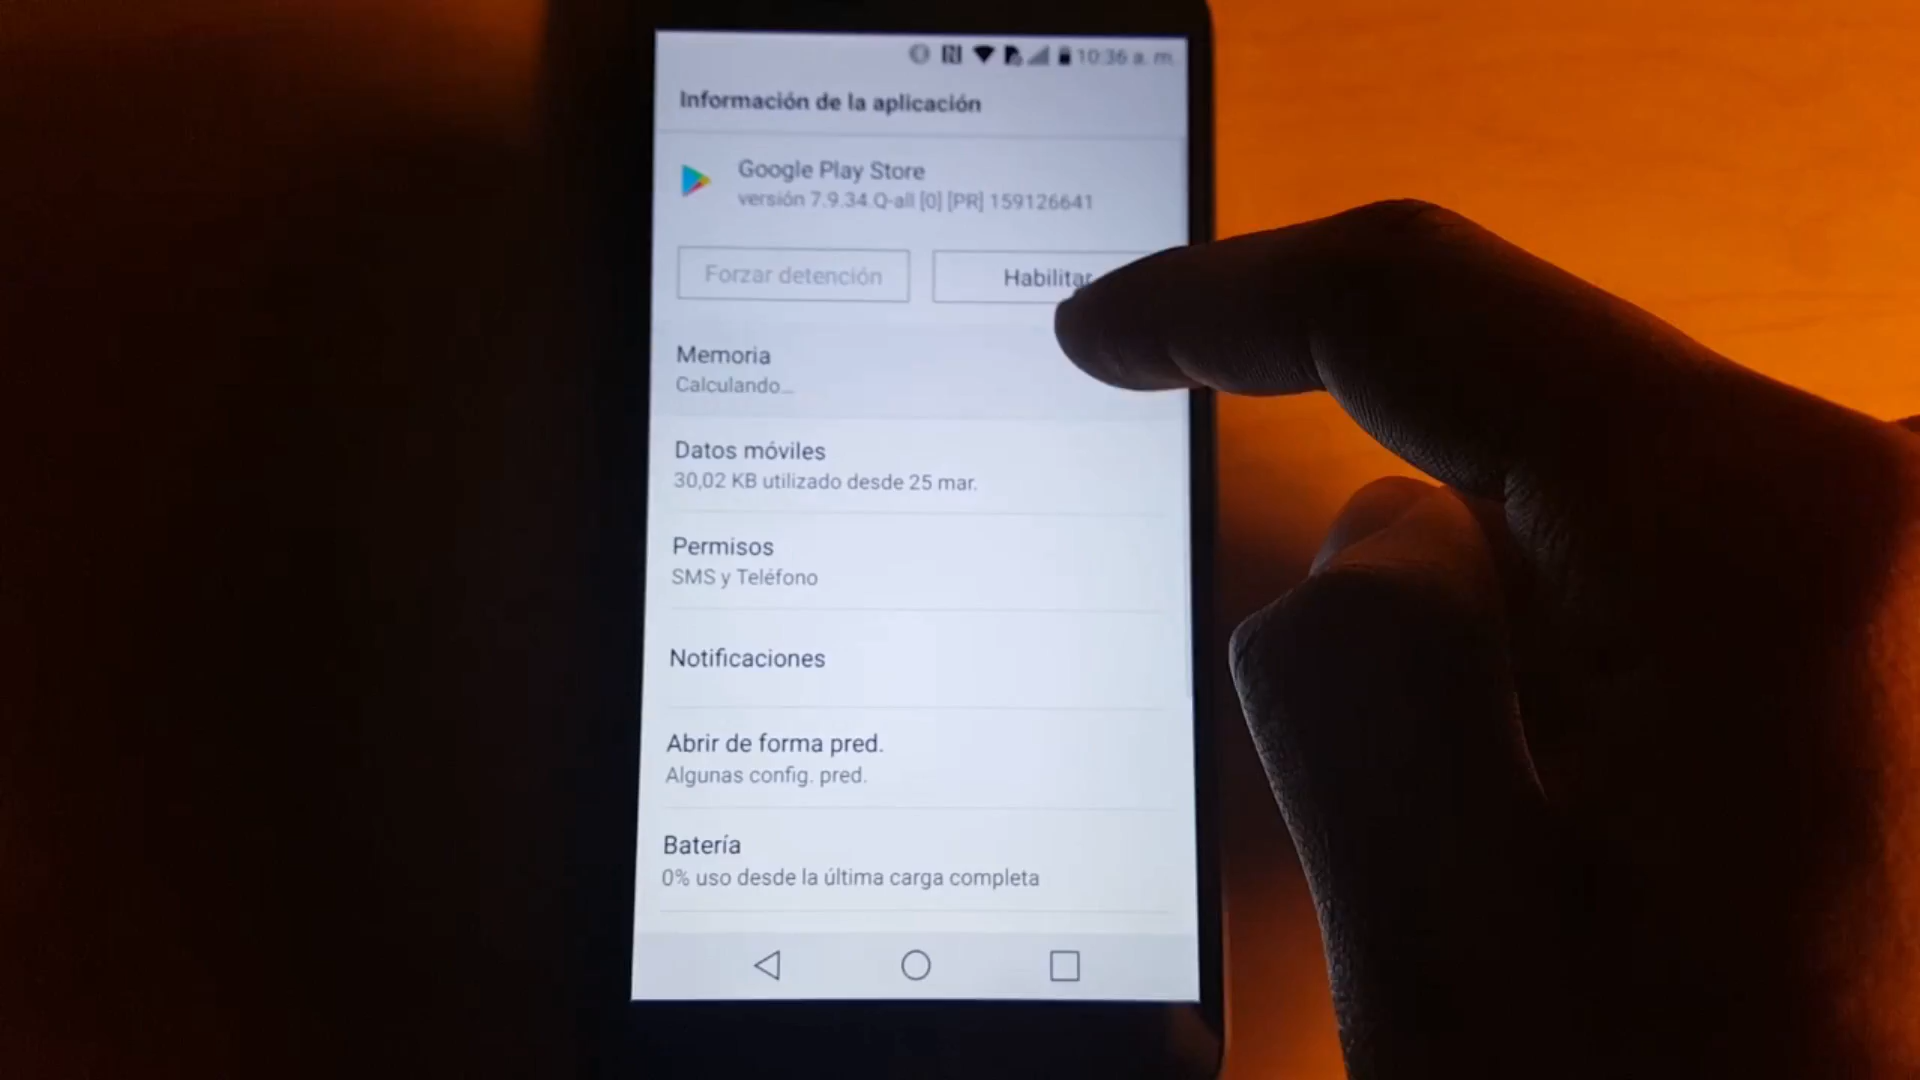 10:36 a. m.
Información de la aplicación
Google Play Store
versión 7.9.34.Q-all [0] [PR] 159126641
Forzar detención
Habilitar
Memoria
Calculando...
Datos móviles
30,02 KB utilizado desde 25 mar.
Permisos
SMS y Teléfono
Notificaciones
Abrir de forma pred.
Algunas config. pred.
Batería
0% uso desde la última carga completa